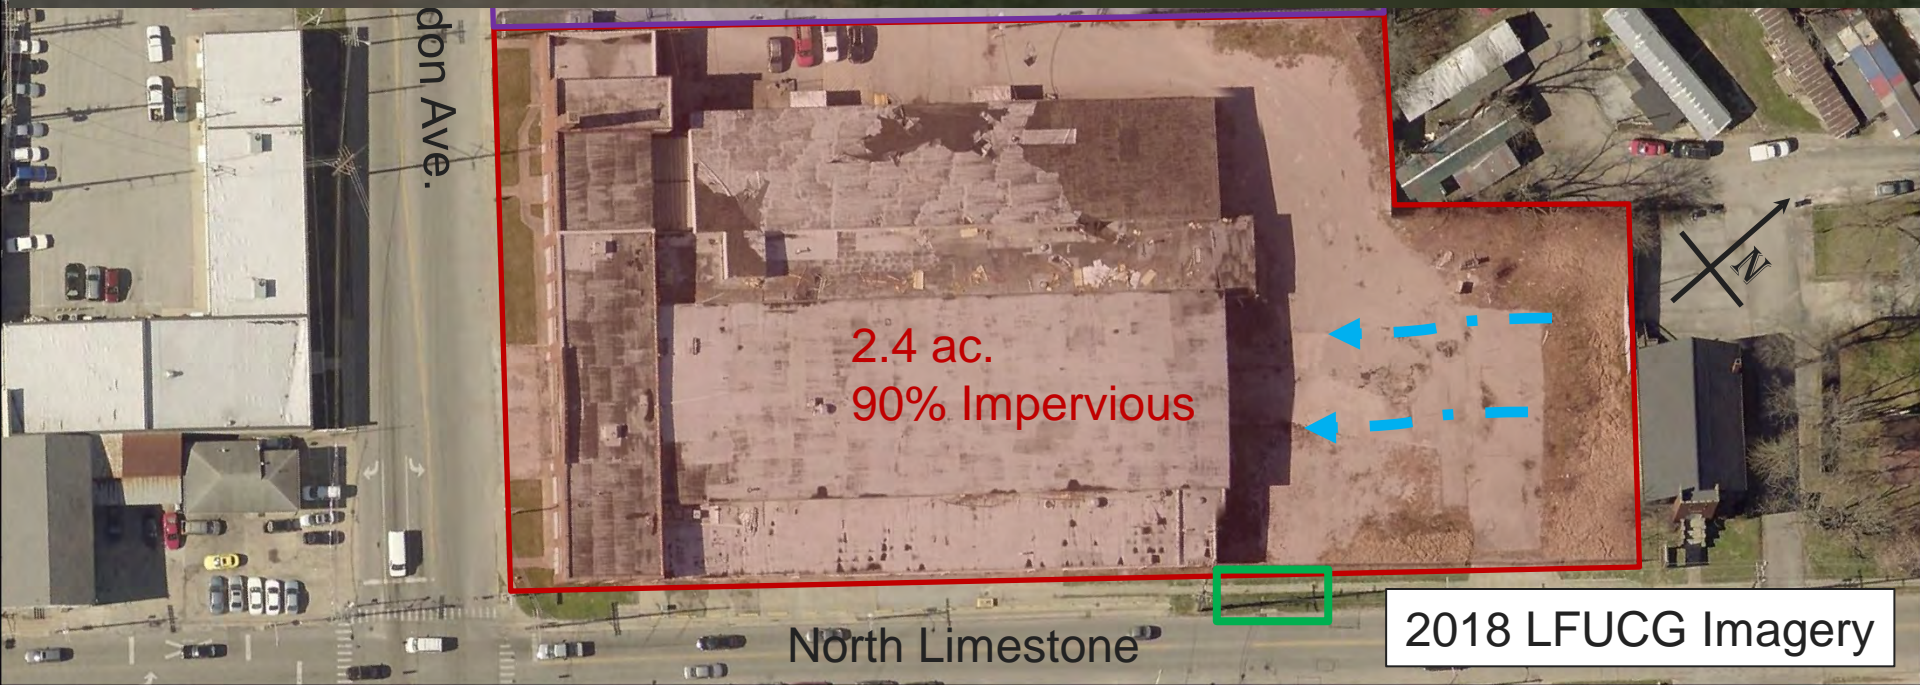 don Ave.
2.4 ac.
90% Impervious
N
North Limestone
2018 LFUCG Imagery